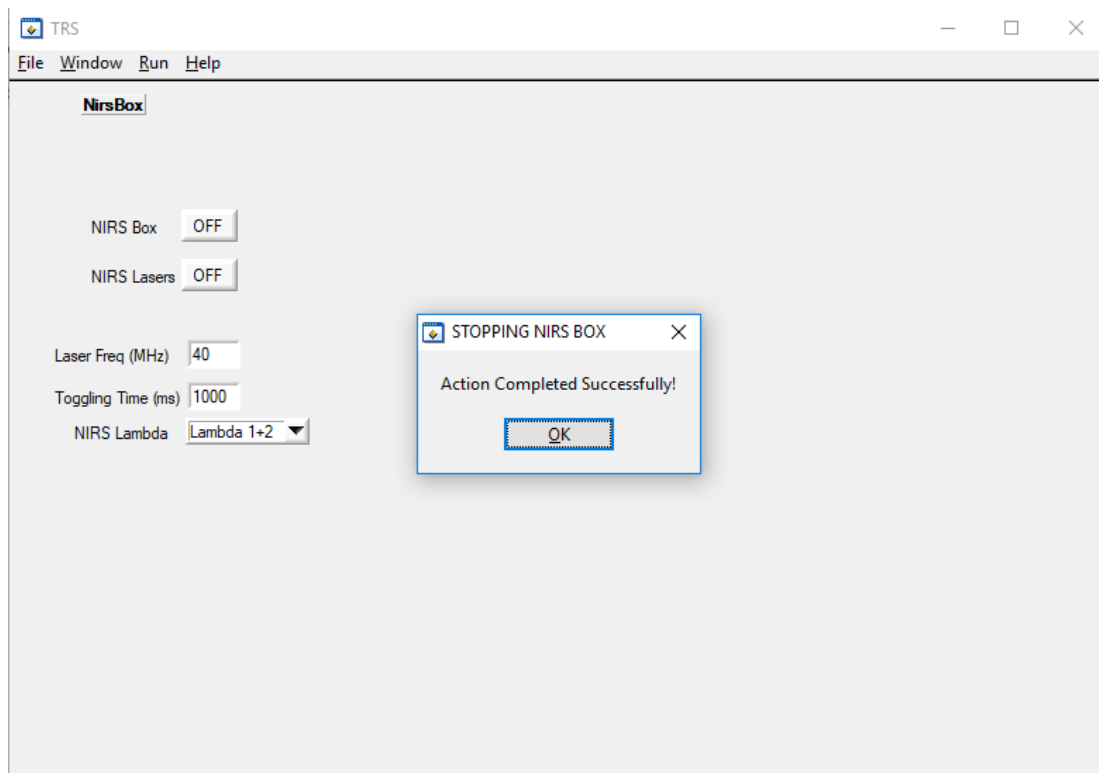 TRS
File Window Run Help
NirsBox
NIRS Box OFF
NIRS Lasers OFF
Laser Freq (MHz) 40
Toggling Time (ms) 1000
NIRS Lambda Lambda 1+2
STOPPING NIRS BOX
Action Completed Successfully!
OK